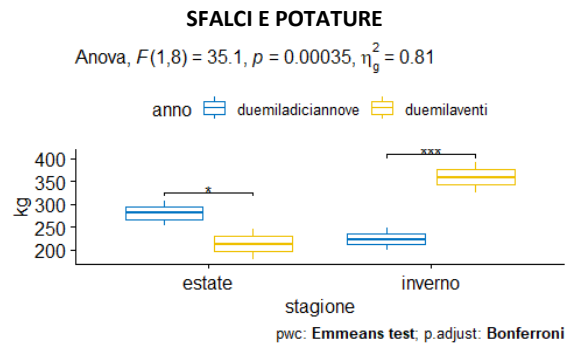 SFALCI E POTATURE
Anova, F(1,8) = 35.1, p = 0.00035, η²g = 0.81
anno duemiladiciannove duemilaventi
400
350
300
250
200
kg
* ***
estate inverno
stagione
pwc: Emmeans test; p.adjust: Bonferroni